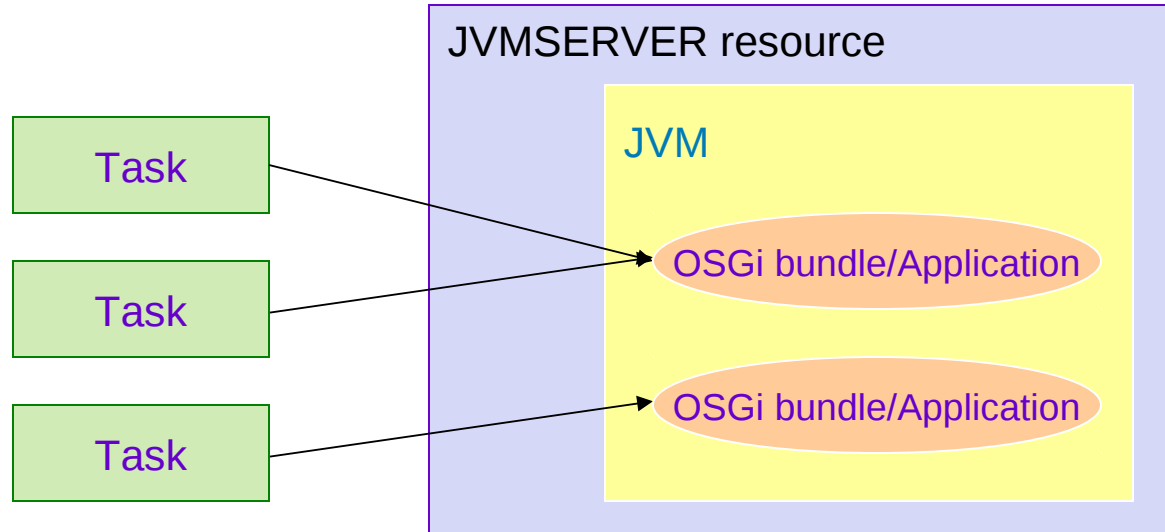 JVMSERVER resource
JVM
Task
OSGi bundle/Application
Task
OSGi bundle/Application
Task